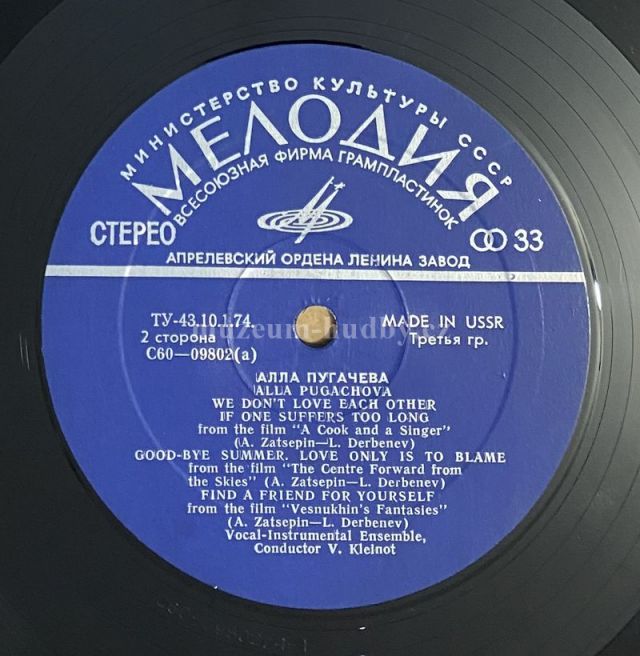 МИНИСТЕРСТВО КУЛЬТУРЫ СССР
МЕЛОДИЯ
ВСЕСОЮЗНАЯ ФИРМА ГРАМПЛАСТИНОК
СТЕРЕО
33
АПРЕЛЕВСКИЙ ОРДЕНА ЛЕНИНА ЗАВОД
ТУ-43.10.1.74.
MADE IN USSR
muzeum-hudby.cz
2 сторона
Третья гр.
С60—09802(а)
АЛЛА ПУГАЧЕВА
ALLA PUGACHOVA
WE DON'T LOVE EACH OTHER
IF ONE SUFFERS TOO LONG
from the film "A Cook and a Singer"
(A. Zatsepin—L. Derbenev)
GOOD-BYE SUMMER. LOVE ONLY IS TO BLAME
from the film "The Centre Forward from
the Skies" (A. Zatsepin—L. Derbenev)
FIND A FRIEND FOR YOURSELF
from the film "Vesnukhin's Fantasies"
(A. Zatsepin—L. Derbenev)
Vocal-Instrumental Ensemble,
Conductor V. Kleinot